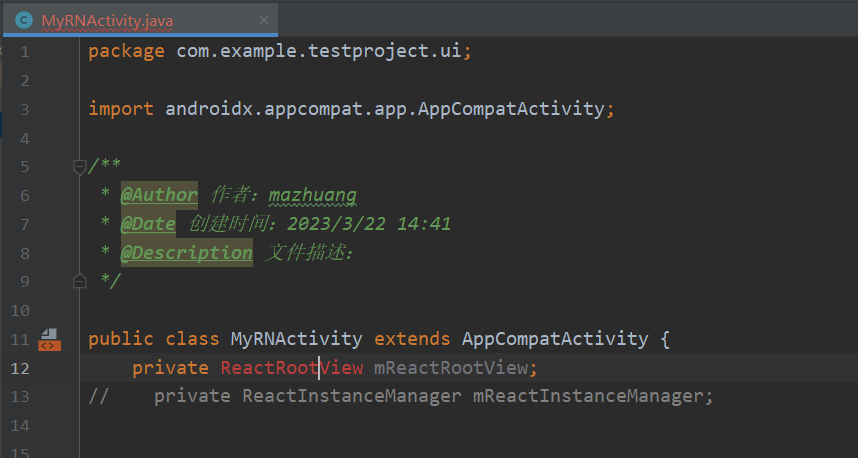 MyRNActivity.java
1 package com.example.testproject.ui;
2
3 import androidx.appcompat.app.AppCompatActivity;
4
5 /**
6 * @Author 作者：mazhuang
7 * @Date 创建时间：2023/3/22 14:41
8 * @Description 文件描述：
9 */
10
11 public class MyRNActivity extends AppCompatActivity {
12 private ReactRootView mReactRootView;
13 // private ReactInstanceManager mReactInstanceManager;
14
15